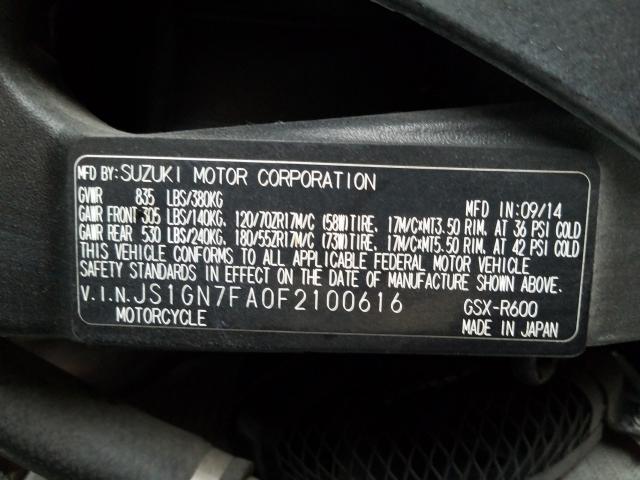 MFD BY: SUZUKI MOTOR CORPORATION
GVWR 835 LBS/380KG MFD IN: 09/14
GAWR FRONT 305 LBS/140KG, 120/70ZR17M/C (58W)TIRE, 17M/C×MT3.50 RIM, AT 36 PSI COLD
GAWR REAR 530 LBS/240KG, 180/55ZR17M/C (73W)TIRE, 17M/C×MT5.50 RIM, AT 42 PSI COLD
THIS VEHICLE CONFORMS TO ALL APPLICABLE FEDERAL MOTOR VEHICLE
SAFETY STANDARDS IN EFFECT ON THE DATE OF MANUFACTURE SHOWN ABOVE.
V.I.N. JS1GN7FA0F2100616 GSX-R600
MOTORCYCLE MADE IN JAPAN